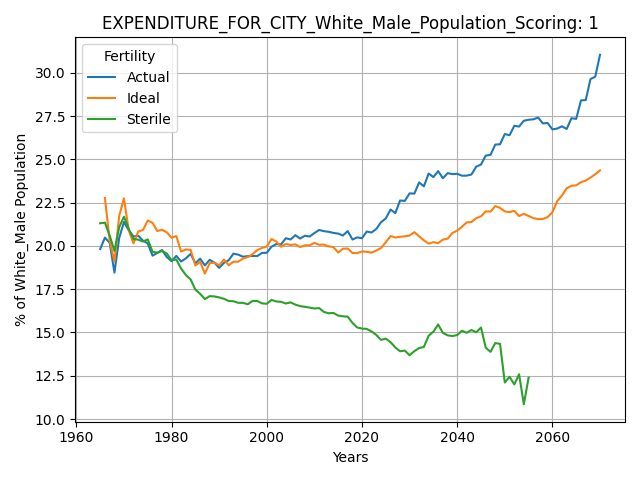 EXPENDITURE_FOR_CITY_White_Male_Population_Scoring: 1
Fertility
Actual
Ideal
Sterile
% of White_Male Population
30.0
27.5
25.0
22.5
20.0
17.5
15.0
12.5
10.0
1960 1980 2000 2020 2040 2060
Years